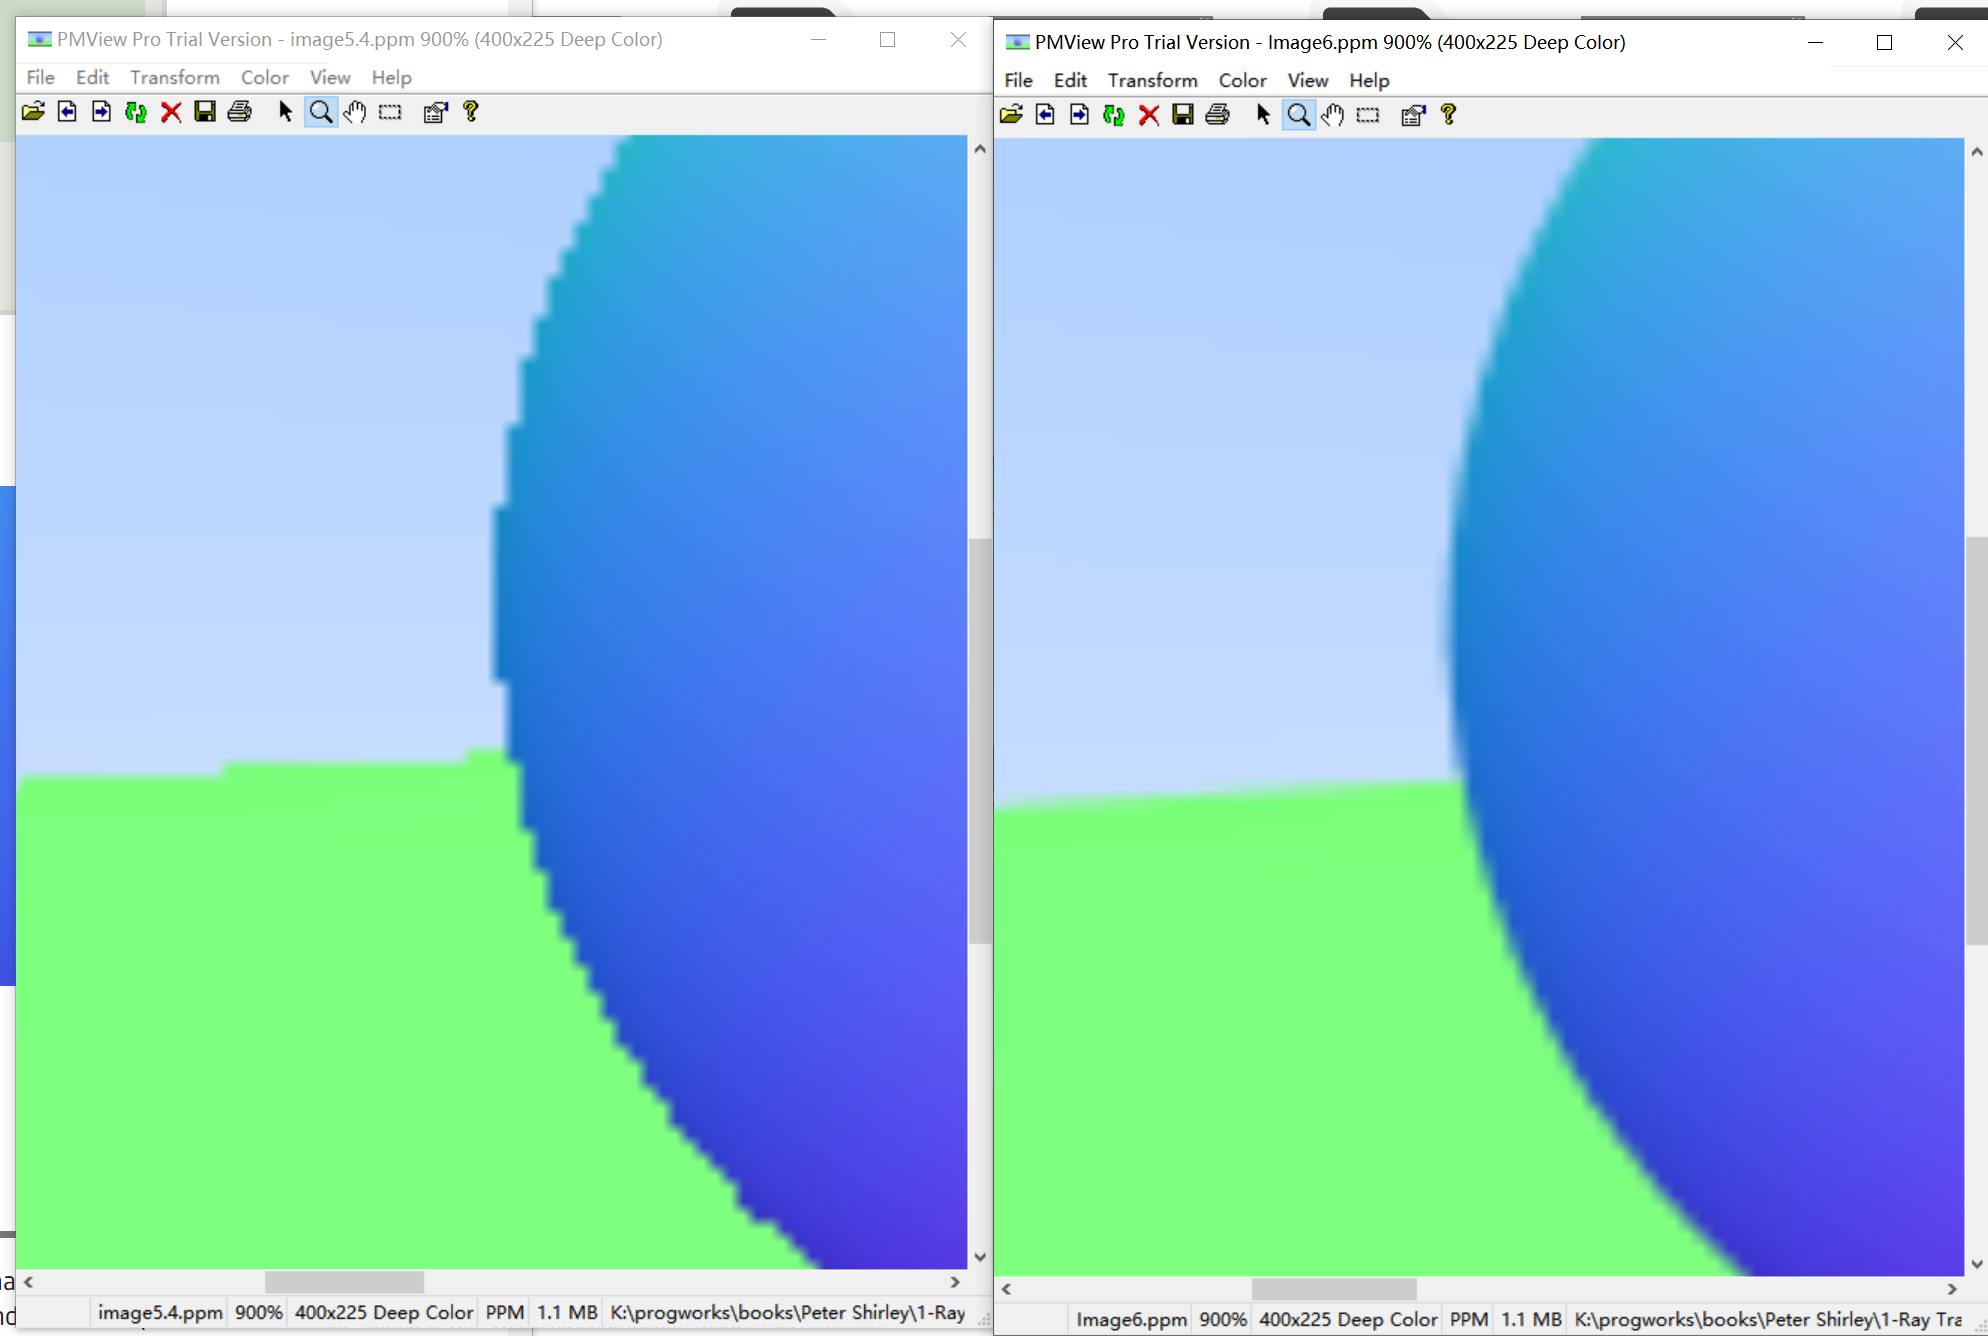 PMView Pro Trial Version - image5.4.ppm 900% (400x225 Deep Color)
File Edit Transform Color View Help
image5.4.ppm 900% 400x225 Deep Color PPM 1.1 MB K:\progworks\books\Peter Shirley\1-Ray
PMView Pro Trial Version - Image6.ppm 900% (400x225 Deep Color)
File Edit Transform Color View Help
Image6.ppm 900% 400x225 Deep Color PPM 1.1 MB K:\progworks\books\Peter Shirley\1-Ray Tra